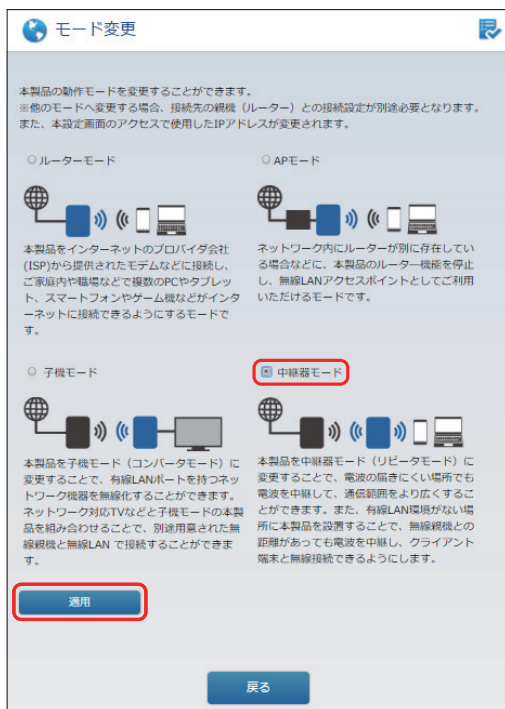 モード変更
本製品の動作モードを変更することができます。
※他のモードへ変更する場合、接続先の親機（ルーター）との接続設定が別途必要となります。
また、本設定画面のアクセスで使用したIPアドレスが変更されます。
ルーターモード
本製品をインターネットのプロバイダ会社
(ISP)から提供されたモデムなどに接続し、
ご家庭内や職場などで複数のPCやタブレッ
ト、スマートフォンやゲーム機などがインタ
ーネットに接続できるようにするモードで
す。
APモード
ネットワーク内にルーターが別に存在してい
る場合などに、本製品のルーター機能を停止
し、無線LANアクセスポイントとしてご利用
いただけるモードです。
子機モード
本製品を子機モード（コンバータモード）に
変更することで、有線LANポートを持つネッ
トワーク機器を無線化することができます。
ネットワーク対応TVなどと子機モードの本製
品を組み合わせることで、別途用意された無
線親機と無線LAN で接続することができま
す。
中継器モード
本製品を中継器モード（リピータモード）に
変更することで、電波の届きにくい場所でも
電波を中継して、通信範囲をより広くするこ
とができます。また、有線LAN環境がない場
所に本製品を設置することで、無線親機との
距離があっても電波を中継し、クライアント
端末と無線接続できるようにします。
適用
戻る